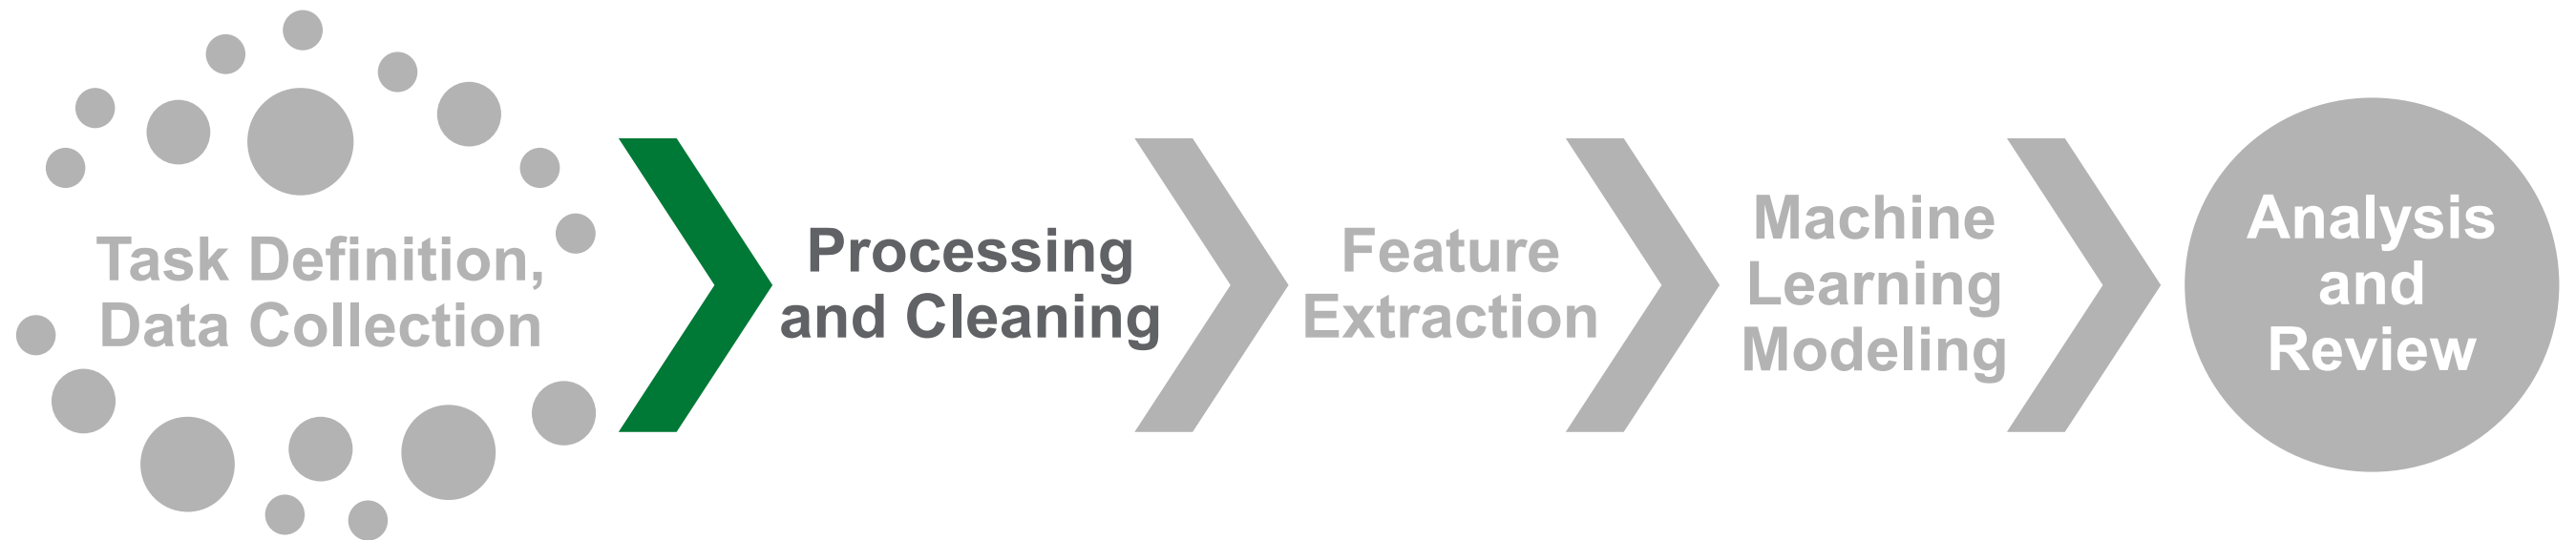 Task Definition,
Data Collection
Processing
and Cleaning
Feature
Extraction
Machine
Learning
Modeling
Analysis
and
Review